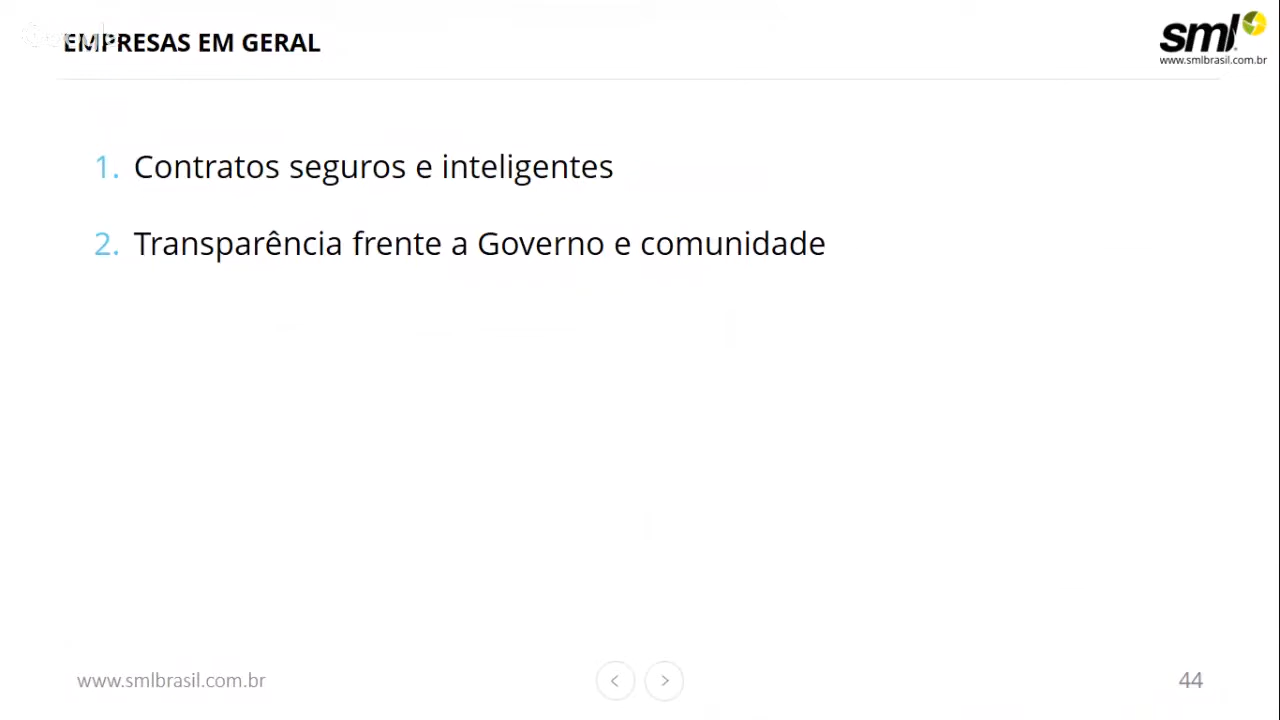 EMPRESAS EM GERAL
sml
www.smlbrasil.com.br
1. Contratos seguros e inteligentes
2. Transparência frente a Governo e comunidade
www.smlbrasil.com.br
44